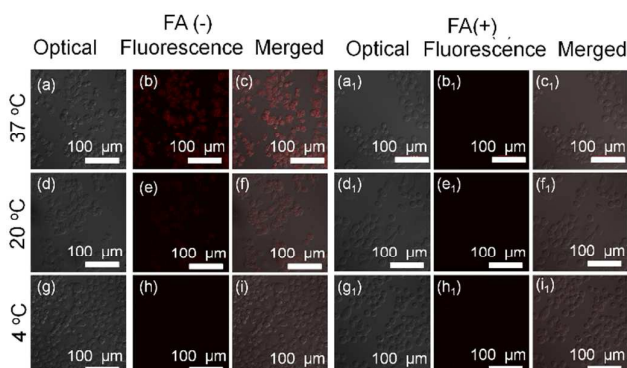 FA (-) FA(+)
Optical Fluorescence Merged Optical Fluorescence Merged
37 °C
(a) (b) (c) (a₁) (b₁) (c₁)
100 µm 100 µm 100 µm 100 µm 100 µm 100 µm
20 °C
(d) (e) (f) (d₁) (e₁) (f₁)
100 µm 100 µm 100 µm 100 µm 100 µm 100 µm
4 °C
(g) (h) (i) (g₁) (h₁) (i₁)
100 µm 100 µm 100 µm 100 µm 100 µm 100 µm